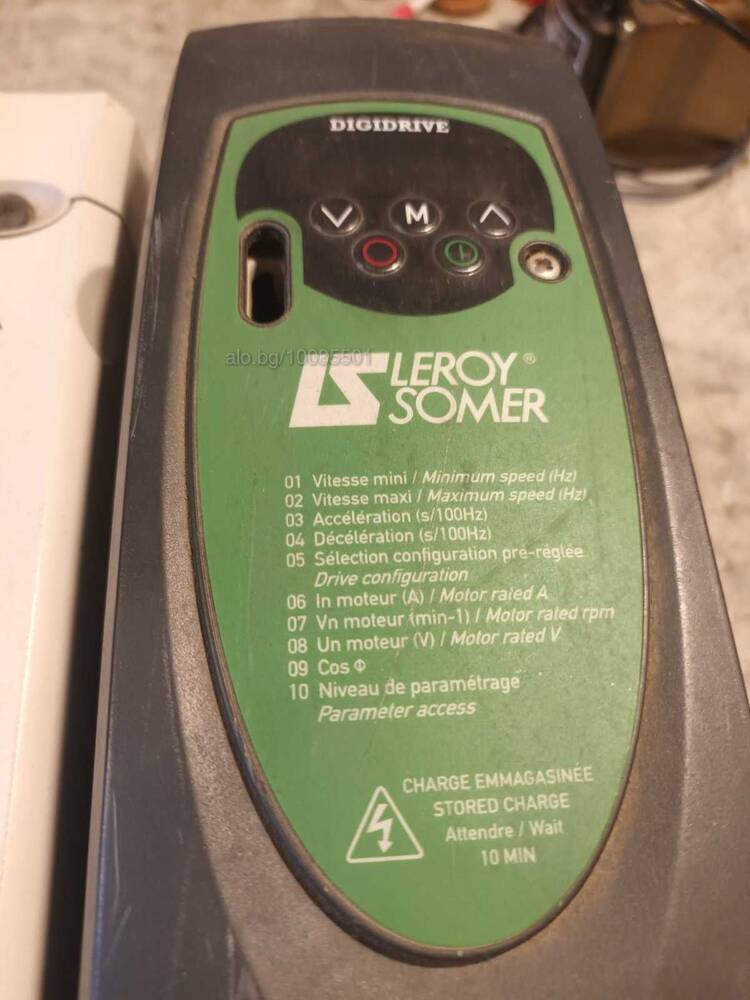 DIGIDRIVE
M
alo.bg/10035501
LEROY®
SOMER
01 Vitesse mini / Minimum speed (Hz)
02 Vitesse maxi / Maximum speed (Hz)
03 Accélération (s/100Hz)
04 Décélération (s/100Hz)
05 Sélection configuration pré-réglée
Drive configuration
06 In moteur (A) / Motor rated A
07 Vn moteur (min-1) / Motor rated rpm
08 Un moteur (V) / Motor rated V
09 Cos Φ
10 Niveau de paramétrage
Parameter access
CHARGE EMMAGASINÉE
STORED CHARGE
Attendre / Wait
10 MIN